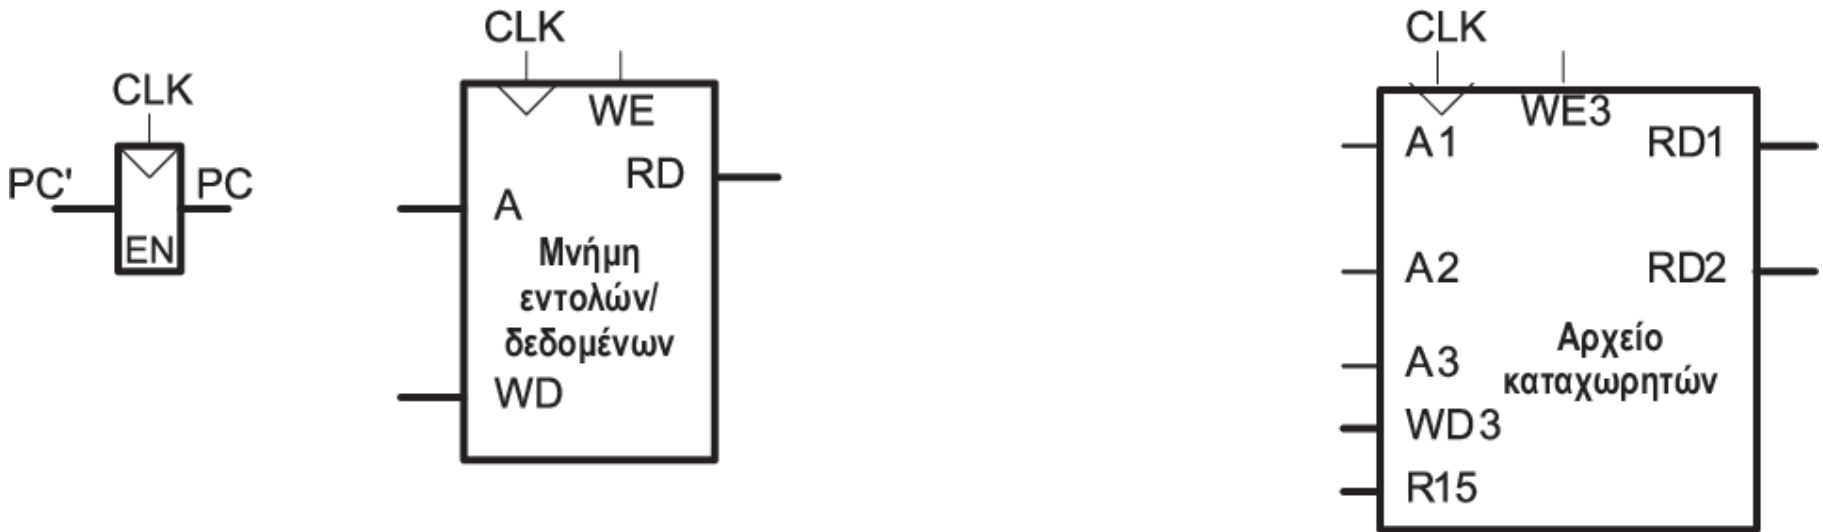 CLK
PC'
PC
EN
CLK
WE
RD
A
Μνήμη
εντολών/
δεδομένων
WD
CLK
WE3
A1
RD1
A2
RD2
A3
Αρχείο
καταχωρητών
WD3
R15